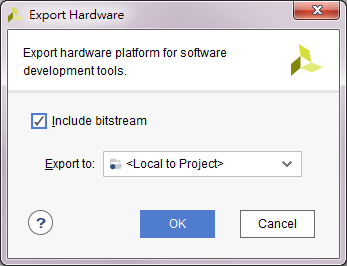 Export Hardware
Export hardware platform for software
development tools.
Include bitstream
Export to: <Local to Project>
?
OK Cancel